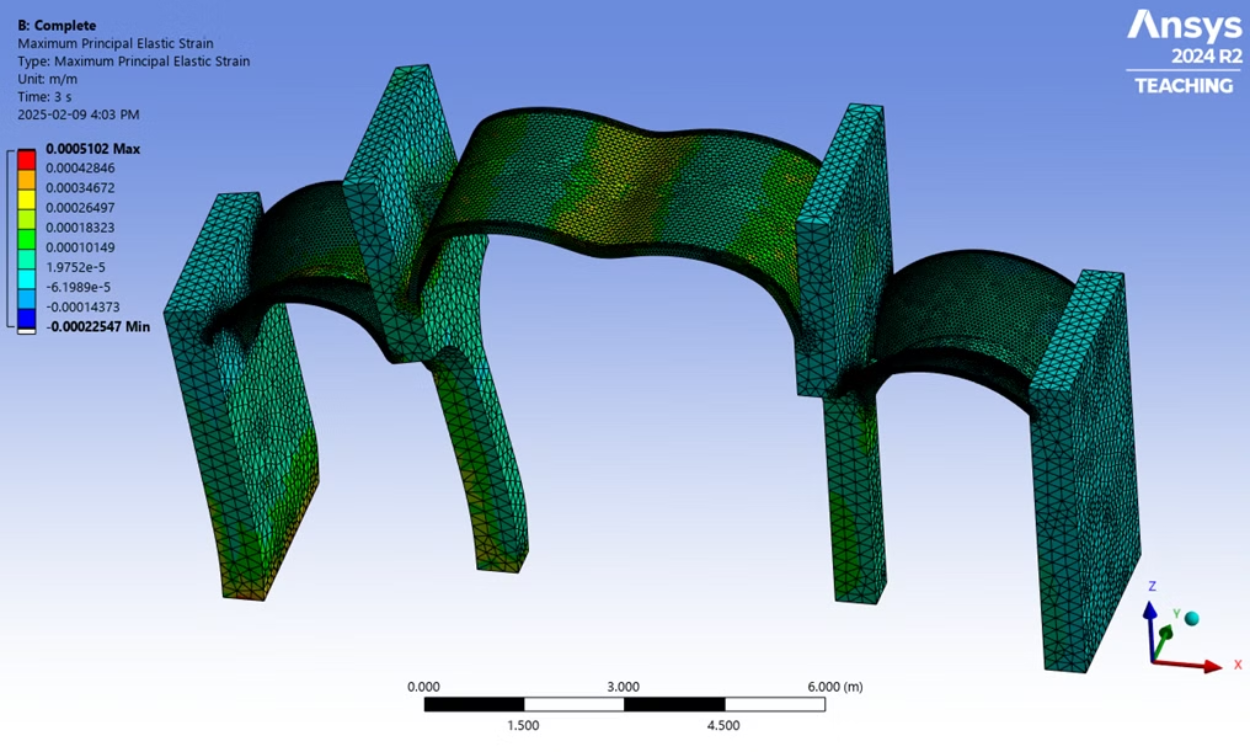 B: Complete
Maximum Principal Elastic Strain
Type: Maximum Principal Elastic Strain
Unit: m/m
Time: 3 s
2025-02-09 4:03 PM
Ansys
2024 R2
TEACHING
0.0005102 Max
0.00042846
0.00034672
0.00026497
0.00018323
0.00010149
1.9752e-5
-6.1989e-5
-0.00014373
-0.00022547 Min
Z
Y
X
0.000 3.000 6.000 (m)
1.500 4.500